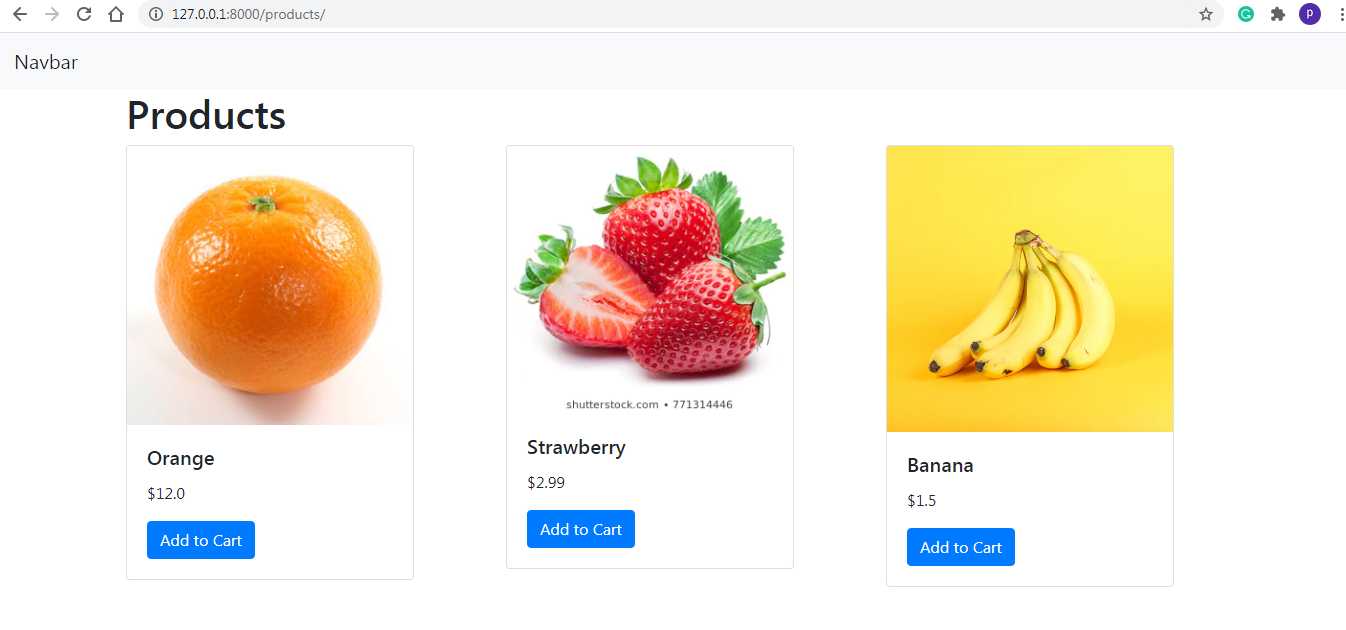 127.0.0.1:8000/products/
P
Navbar
Products
shutterstock.com • 771314446
Orange
$12.0
Add to Cart
Strawberry
$2.99
Add to Cart
Banana
$1.5
Add to Cart